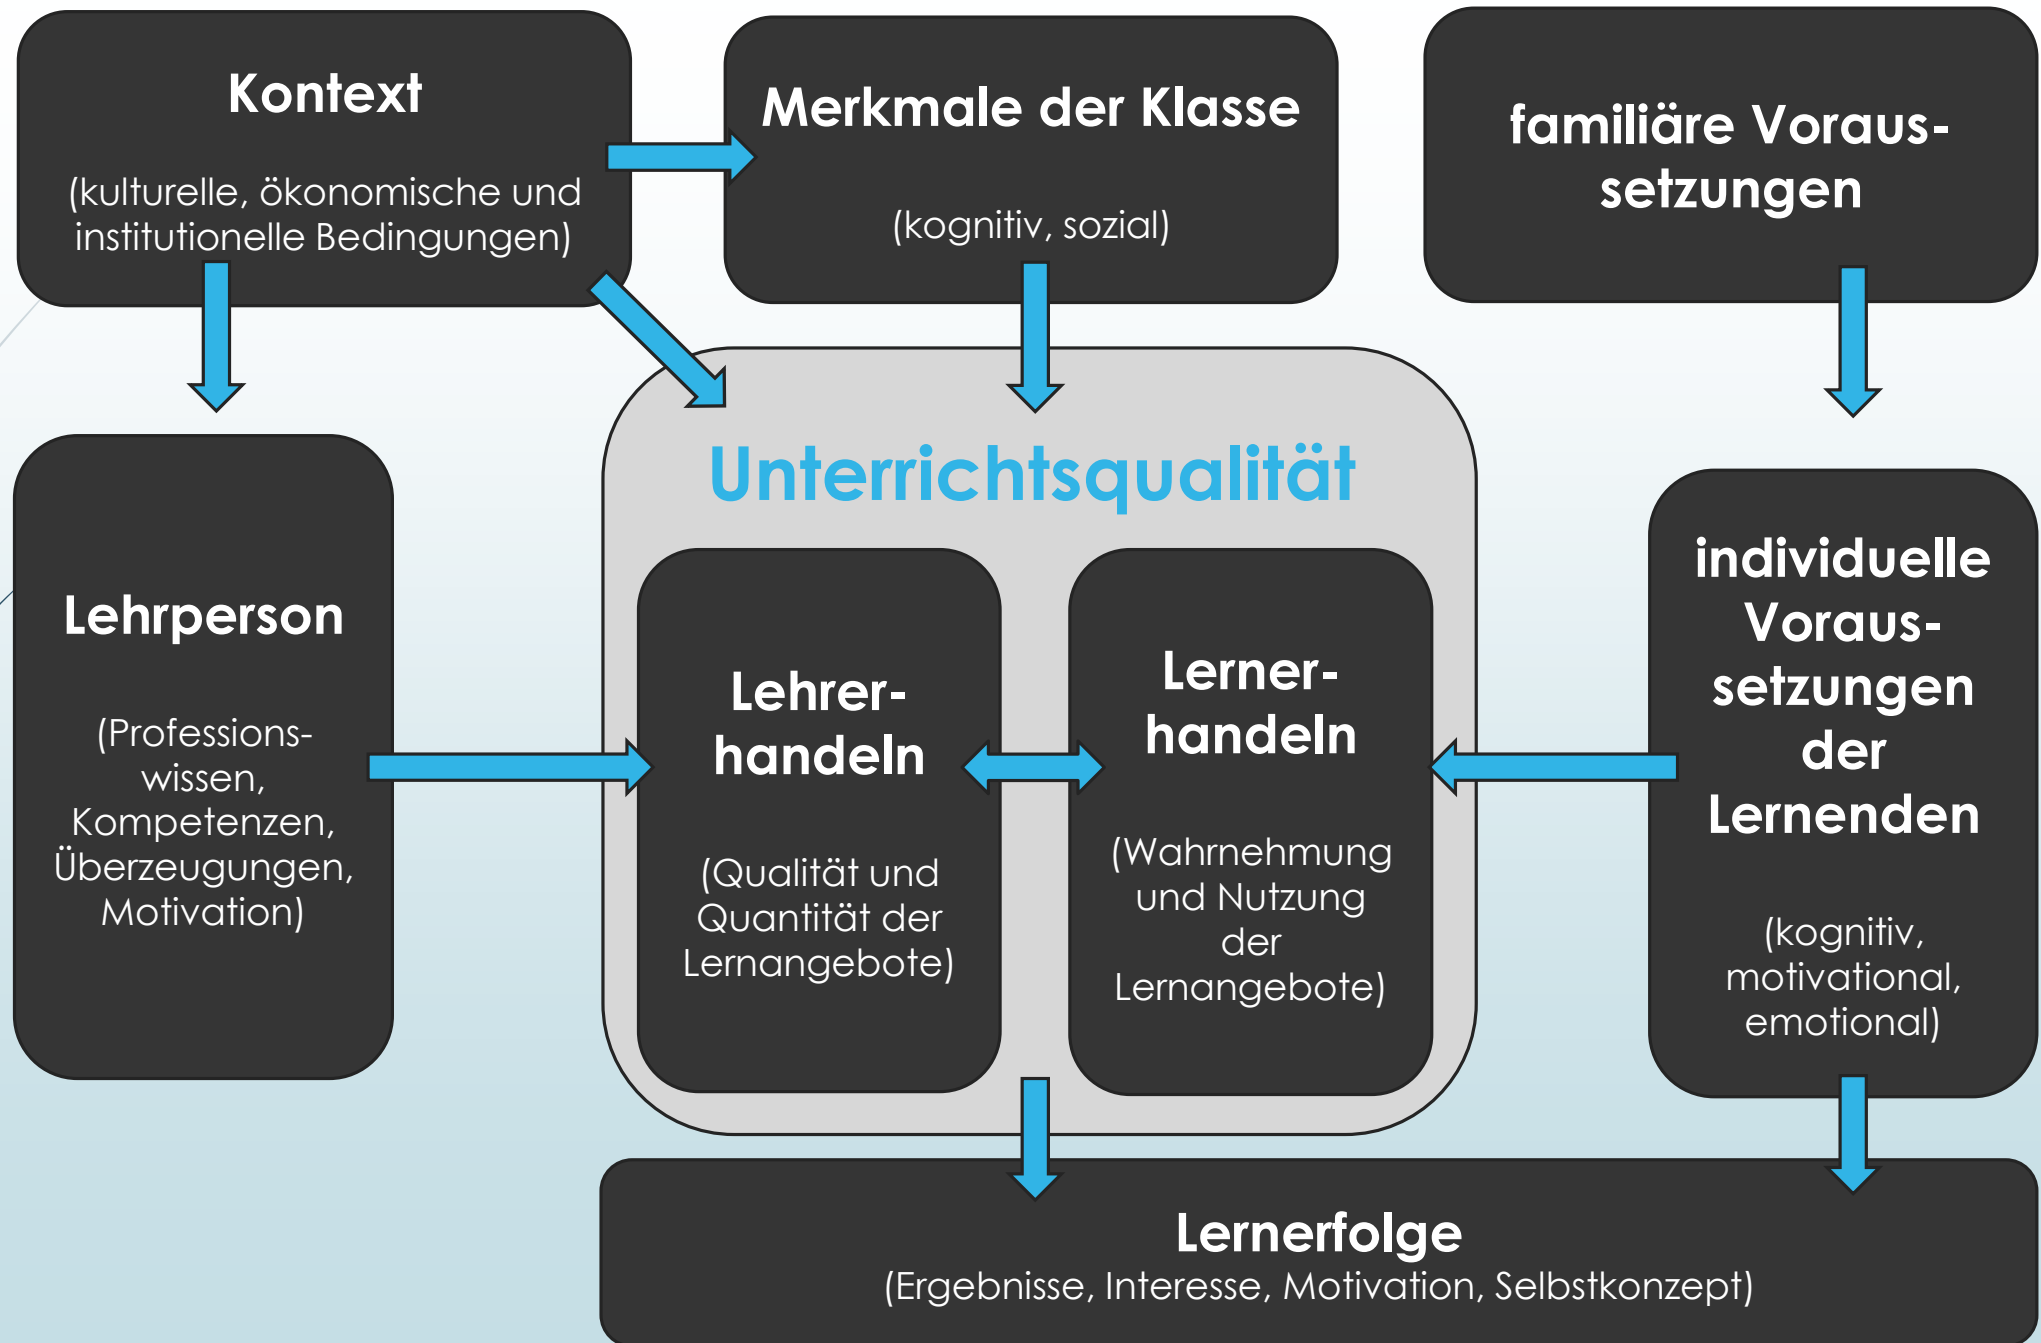 Kontext
(kulturelle, ökonomische und
institutionelle Bedingungen)
Merkmale der Klasse
(kognitiv, sozial)
familiäre Voraus-
setzungen
Unterrichtsqualität
Lehrperson
(Professions-
wissen,
Kompetenzen,
Überzeugungen,
Motivation)
Lehrer-
handeln
(Qualität und
Quantität der
Lernangebote)
Lerner-
handeln
(Wahrnehmung
und Nutzung
der
Lernangebote)
individuelle
Voraus-
setzungen
der
Lernenden
(kognitiv,
motivational,
emotional)
Lernerfolge
(Ergebnisse, Interesse, Motivation, Selbstkonzept)